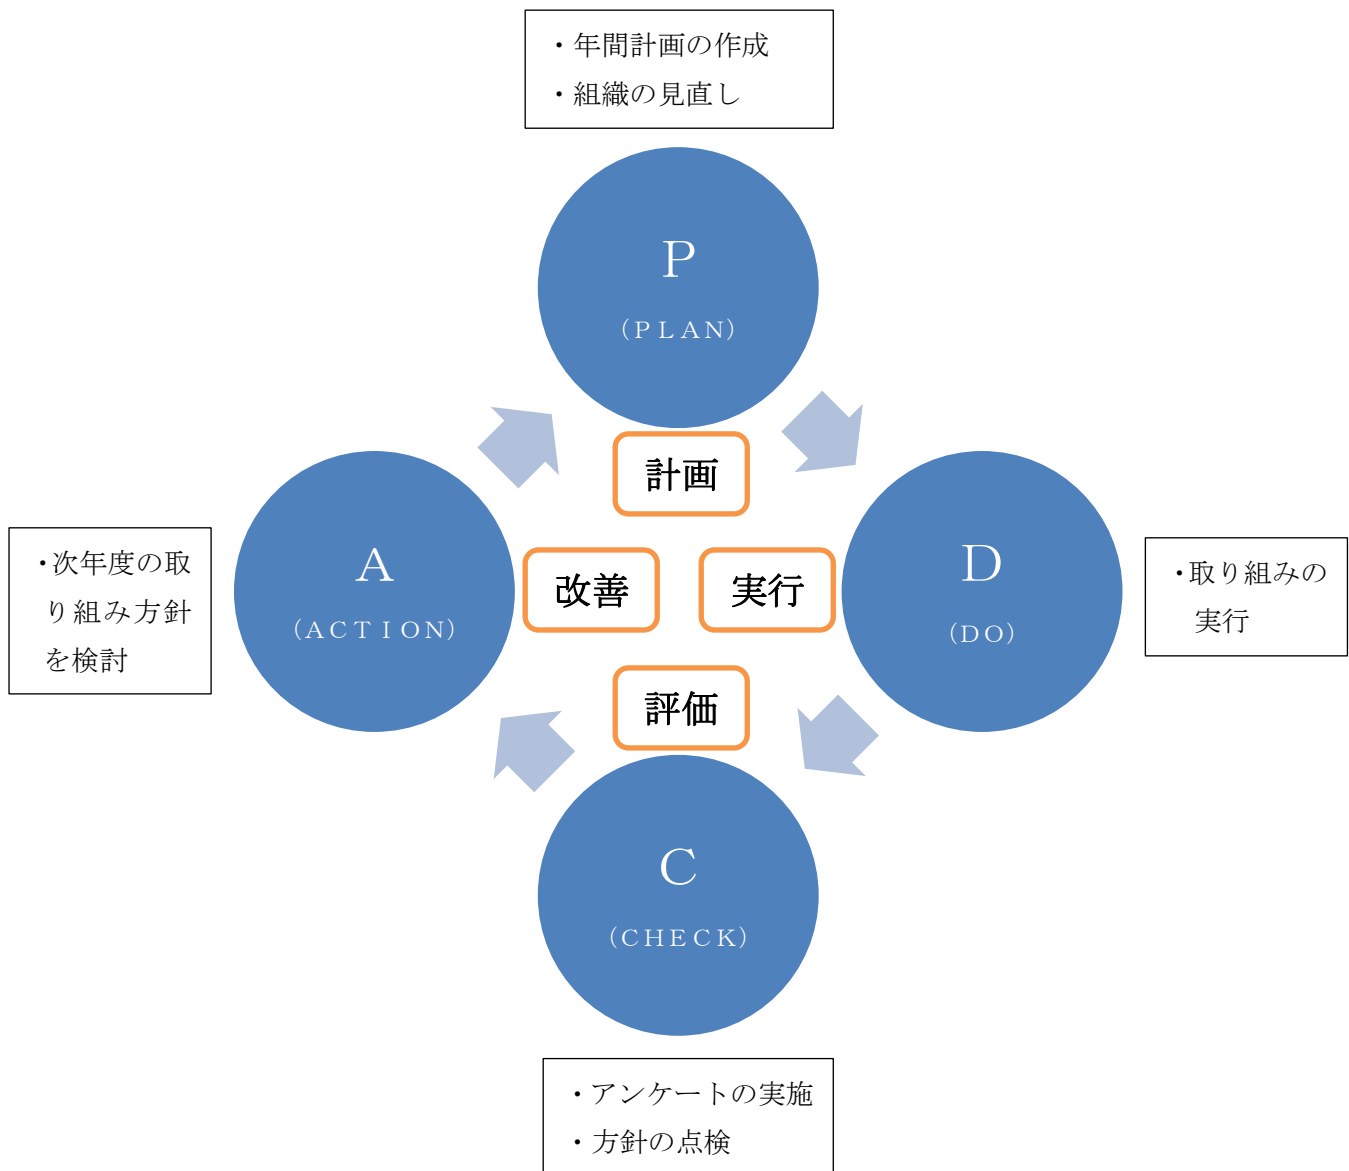 ・年間計画の作成
・組織の見直し
P
（PLAN）
計画
・次年度の取
り組み方針
を検討
A
（ACTION）
改善
実行
D
（DO）
・取り組みの
実行
評価
C
（CHECK）
・アンケートの実施
・方針の点検